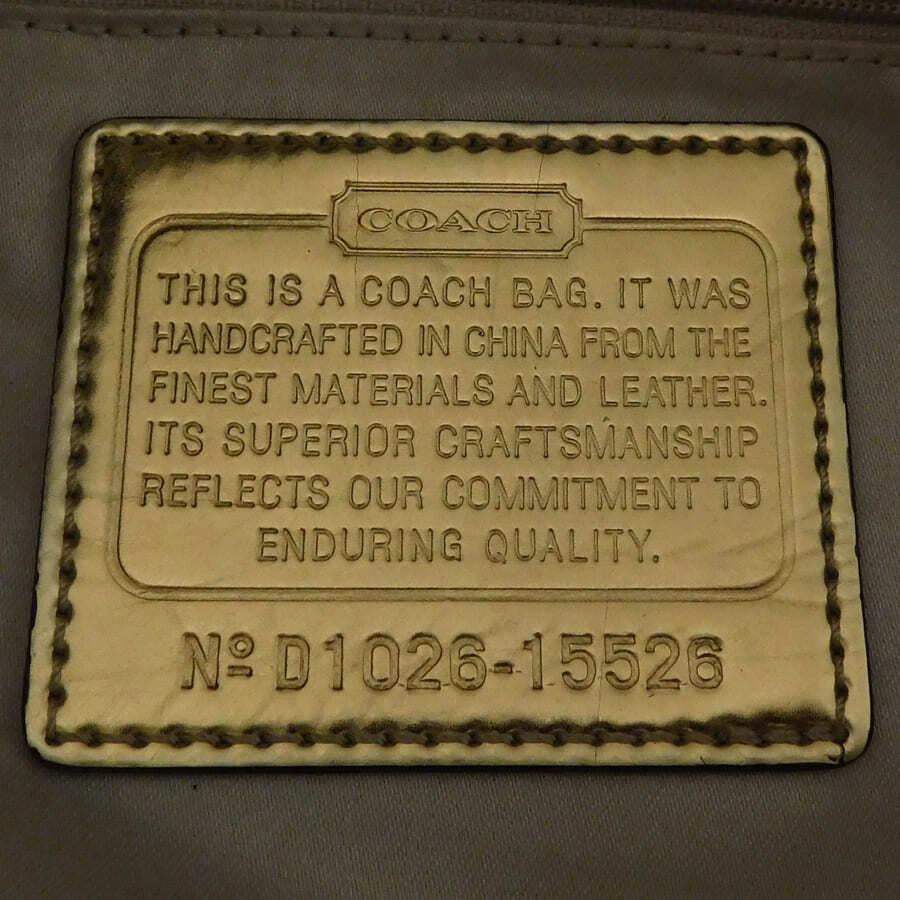 COACH
THIS IS A COACH BAG. IT WAS
HANDCRAFTED IN CHINA FROM THE
FINEST MATERIALS AND LEATHER.
ITS SUPERIOR CRAFTSMANSHIP
REFLECTS OUR COMMITMENT TO
ENDURING QUALITY.
Nº D1026-15526